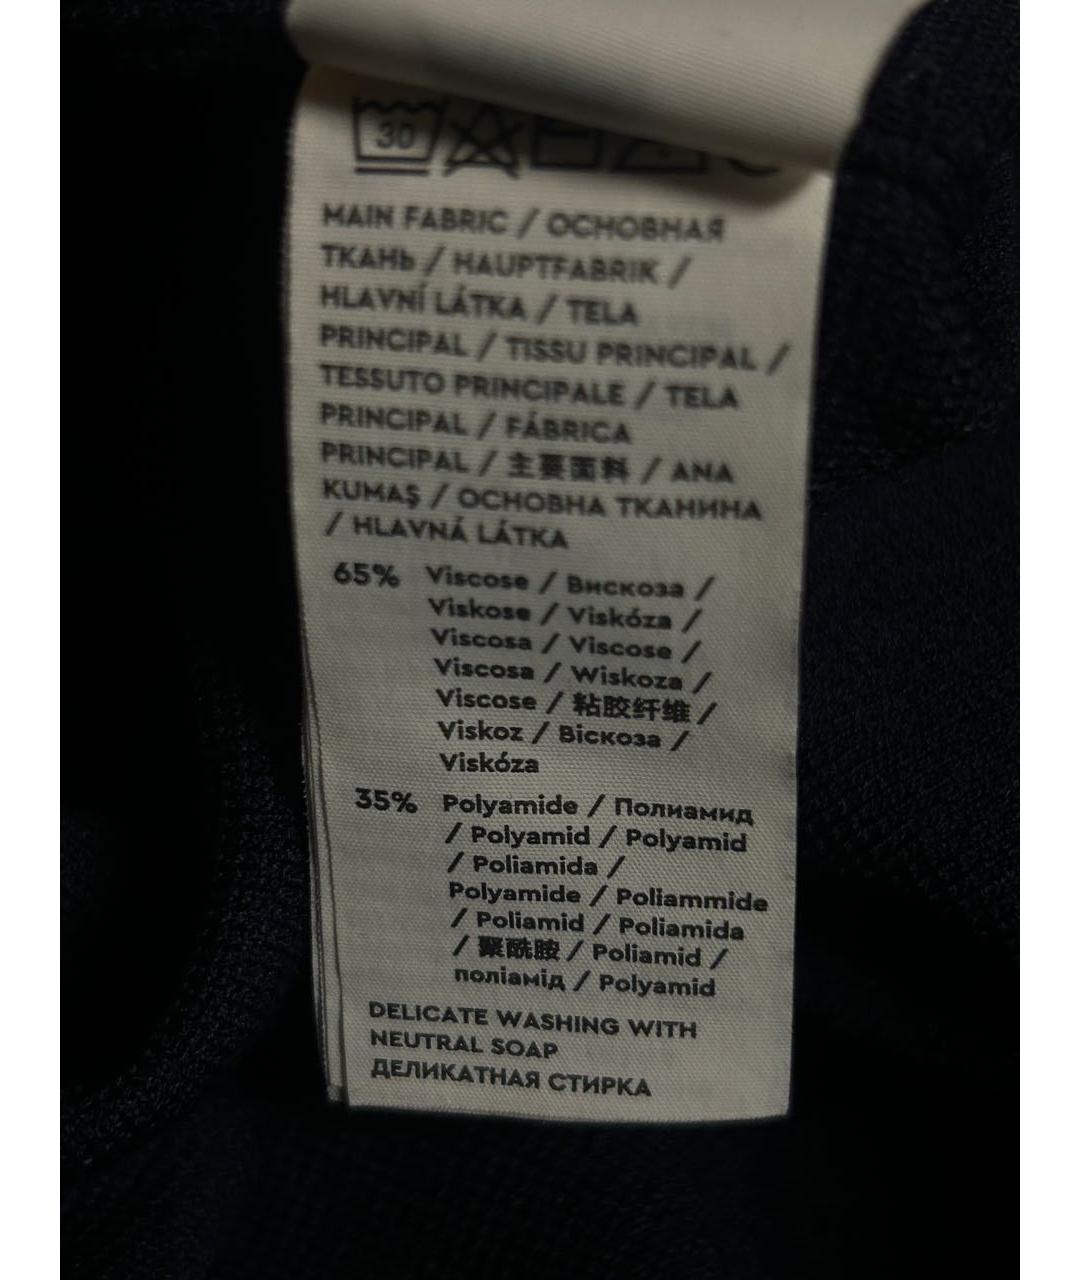 30
MAIN FABRIC / ОСНОВНАЯ
ТКАНЬ / HAUPTFABRIK /
HLAVNÍ LÁTKA / TELA
PRINCIPAL / TISSU PRINCIPAL /
TESSUTO PRINCIPALE / TELA
PRINCIPAL / FÁBRICA
PRINCIPAL / 主要面料 / ANA
KUMAŞ / ОСНОВНА ТКАНИНА
/ HLAVNÁ LÁTKA
65% Viscose / Вискоза /
Viskose / Viskóza /
Viscosa / Viscose /
Viscosa / Wiskoza /
Viscose / 粘胶纤维 /
Viskoz / Віскоза /
Viskóza
35% Polyamide / Полиамид
/ Polyamid / Polyamid
/ Poliamida /
Polyamide / Poliammide
/ Poliamid / Poliamida
/ 聚酰胺 / Poliamid /
поліамід / Polyamid
DELICATE WASHING WITH
NEUTRAL SOAP
ДЕЛИКАТНАЯ СТИРКА